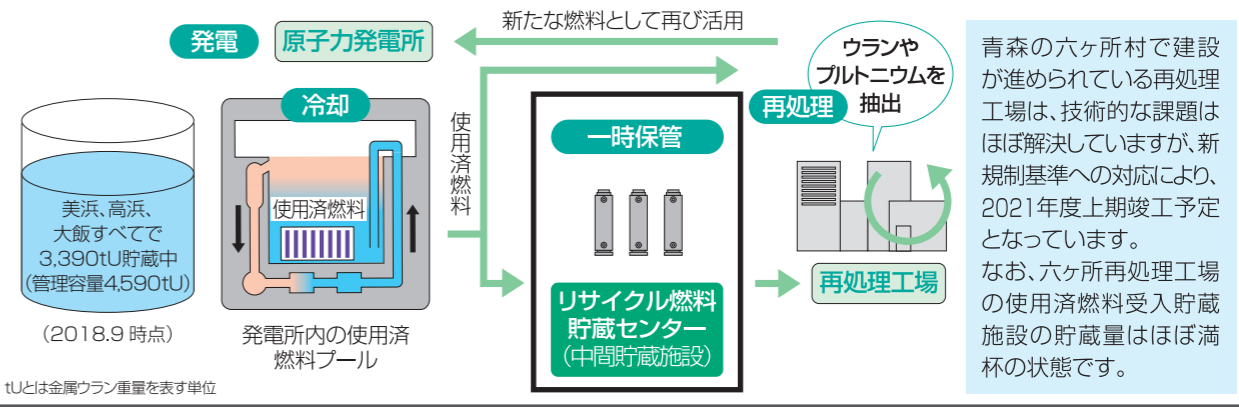 新たな燃料として再び活用
発電
原子力発電所
冷却
使用済燃料
美浜、高浜、
大飯すべてで
3,390tU貯蔵中
(管理容量4,590tU)
(2018.9 時点)
使用済燃料
発電所内の使用済
燃料プール
tUとは金属ウラン重量を表す単位
一時保管
リサイクル燃料
貯蔵センター
(中間貯蔵施設)
ウランや
プルトニウムを
抽出
再処理
再処理工場
青森の六ヶ所村で建設
が進められている再処理
工場は、技術的な課題は
ほぼ解決していますが、新
規制基準への対応により、
2021年度上期竣工予定
となっています。
なお、六ヶ所再処理工場
の使用済燃料受入貯蔵
施設の貯蔵量はほぼ満
杯の状態です。